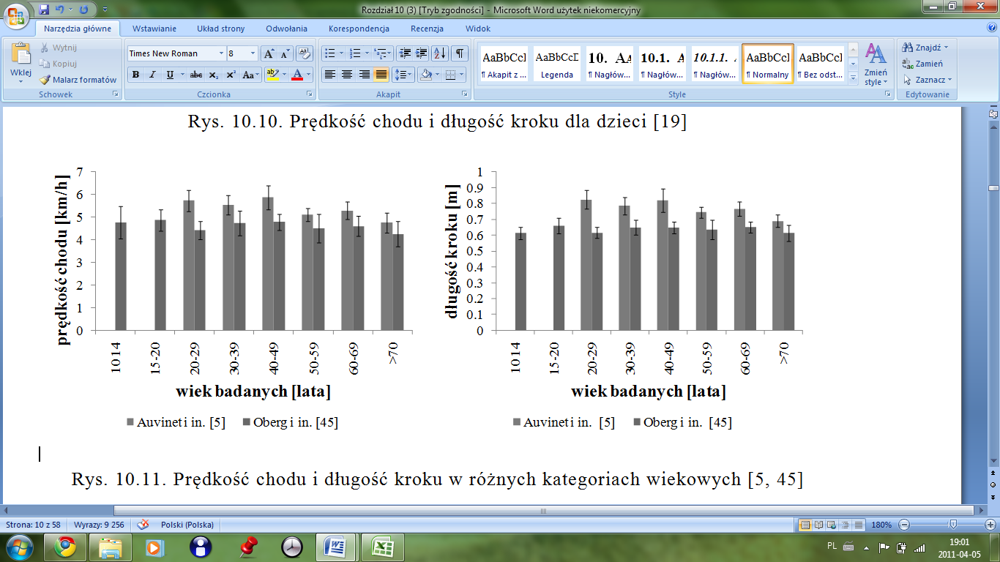 Rozdział 10 (3) [Tryb zgodności] - Microsoft Word użytek niekomercyjny
Narzędzia główne Wstawianie Układ strony Odwołania Korespondencja Recenzja Widok
Wklej
Wytnij
Kopiuj
Malarz formatów
Schowek
Times New Roman 8
Czcionka
Akapit
AaBbCcI AaBbCcD 10. AA 10.1. A 10.1.1. A AaBbCcI AaBbCcI
¶ Akapit z ... Legenda ¶ Nagłów... ¶ Nagłów... ¶ Nagłów... ¶ Normalny ¶ Bez odst...
Zmień style
Style
Znajdź
Zamień
Zaznacz
Edytowanie
Rys. 10.10. Prędkość chodu i długość kroku dla dzieci [19]
prędkość chodu [km/h]
7
6
5
4
3
2
1
0
10 14 15-20 20-29 30-39 40-49 50-59 60-69 >70
wiek badanych [lata]
Auvinet i in. [5] Oberg i in. [45]
długość kroku [m]
1
0.9
0.8
0.7
0.6
0.5
0.4
0.3
0.2
0.1
0
10 14 15-20 20-29 30-39 40-49 50-59 60-69 >70
wiek badanych [lata]
Auvinet i in. [5] Oberg i in. [45]
Rys. 10.11. Prędkość chodu i długość kroku w różnych kategoriach wiekowych [5, 45]
Strona: 10 z 58 Wyrazy: 9 256 Polski (Polska) 180%
PL 19:01
2011-04-05